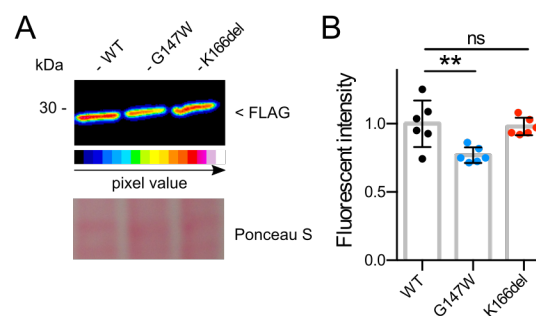 A
- WT
- G147W
- K166del
kDa
30 -
< FLAG
pixel value
Ponceau S
B
ns
**
Fluorescent intensity
1.0
0.5
0.0
WT
G147W
K166del